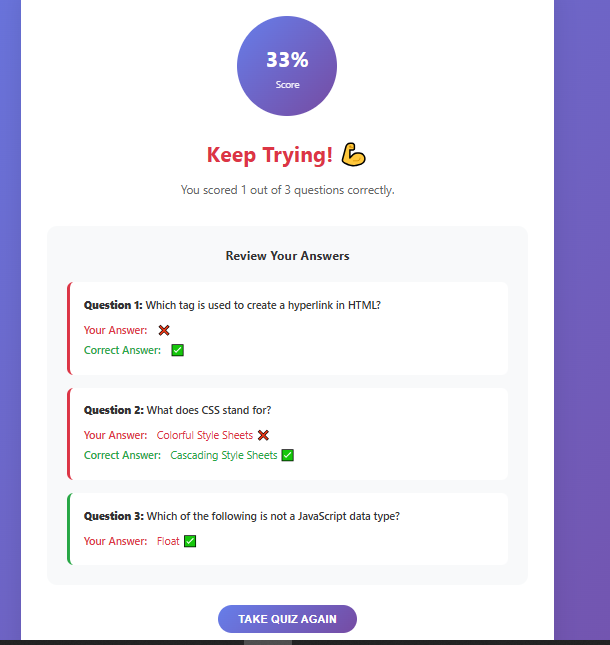 33%
Score
Keep Trying! 💪
You scored 1 out of 3 questions correctly.
Review Your Answers
Question 1: Which tag is used to create a hyperlink in HTML?
Your Answer: ❌
Correct Answer: ✅
Question 2: What does CSS stand for?
Your Answer: Colorful Style Sheets ❌
Correct Answer: Cascading Style Sheets ✅
Question 3: Which of the following is not a JavaScript data type?
Your Answer: Float ✅
TAKE QUIZ AGAIN